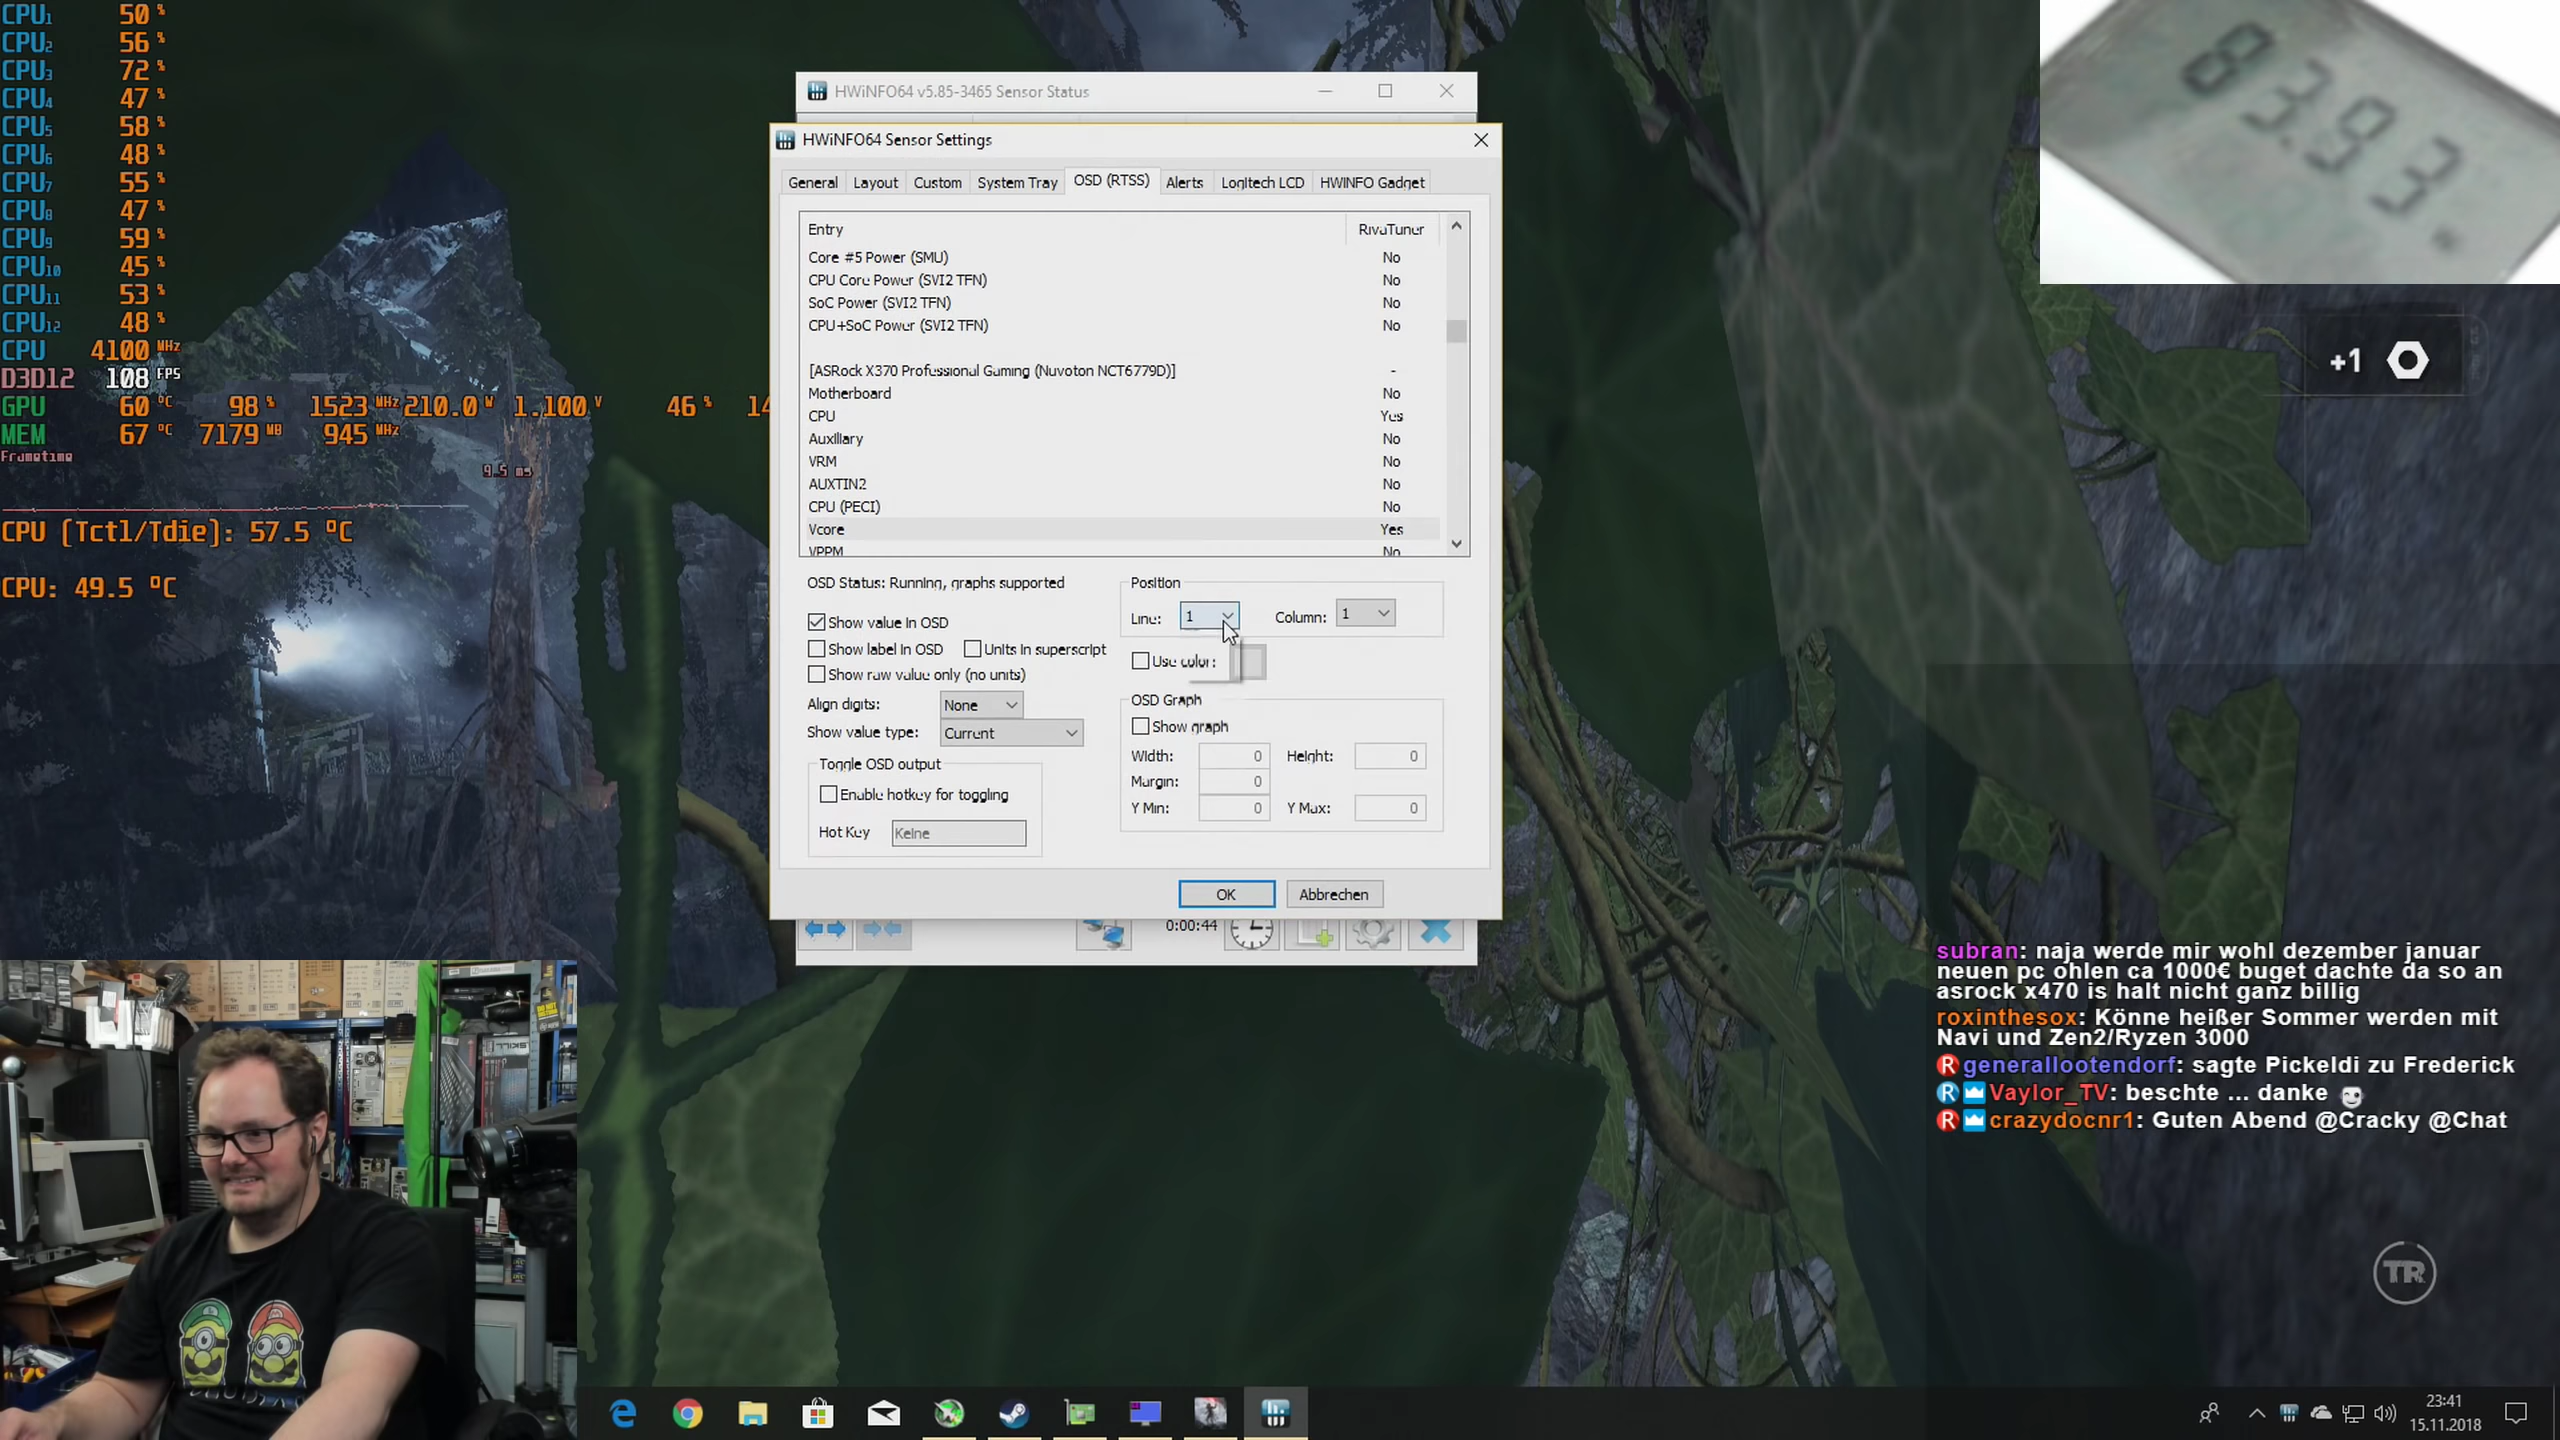 CPU1 50 %
CPU2 56 %
CPU3 72 %
CPU4 47 %
CPU5 58 %
CPU6 48 %
CPU7 55 %
CPU8 47 %
CPU9 59 %
CPU10 45 %
CPU11 53 %
CPU12 48 %
CPU 4100 MHz
D3D12 108 FPS
GPU 60 °C 98 % 1523 MHz 210.0 W 1.100 V 46 % 14
MEM 67 °C 7179 MB 945 MHz
Frametime
9.5 ms
CPU (Tctl/Tdie): 57.5 °C
CPU: 49.5 °C
HWiNFO64 v5.85-3465 Sensor Status
HWiNFO64 Sensor Settings
General Layout Custom System Tray OSD (RTSS) Alerts Logitech LCD HWiNFO Gadget
Entry RivaTuner
Core #5 Power (SMU) No
CPU Core Power (SVI2 TFN) No
SoC Power (SVI2 TFN) No
CPU+SoC Power (SVI2 TFN) No
[ASRock X370 Professional Gaming (Nuvoton NCT6779D)] -
Motherboard No
CPU Yes
Auxiliary No
VRM No
AUXTIN2 No
CPU (PECI) No
Vcore Yes
VPPM No
OSD Status: Running, graphs supported
Show value in OSD
Show label in OSD Units in superscript
Show raw value only (no units)
Align digits: None
Show value type: Current
Toggle OSD output
Enable hotkey for toggling
Hot Key Keine
Position
Line: 1 Column: 1
Use color:
OSD Graph
Show graph
Width: 0 Height: 0
Margin: 0
Y Min: 0 Y Max: 0
OK Abbrechen
0:00:44
83.93
+1
subran: naja werde mir wohl dezember januar
neuen pc ohlen ca 1000€ buget dachte da so an
asrock x470 is halt nicht ganz billig
roxinthesox: Könne heißer Sommer werden mit
Navi und Zen2/Ryzen 3000
generallootendorf: sagte Pickeldi zu Frederick
Vaylor_TV: beschte ... danke
crazydocnr1: Guten Abend @Cracky @Chat
TR
23:41
15.11.2018